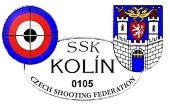 SSK
KOLÍN
0105
CZECH SHOOTING FEDERATION